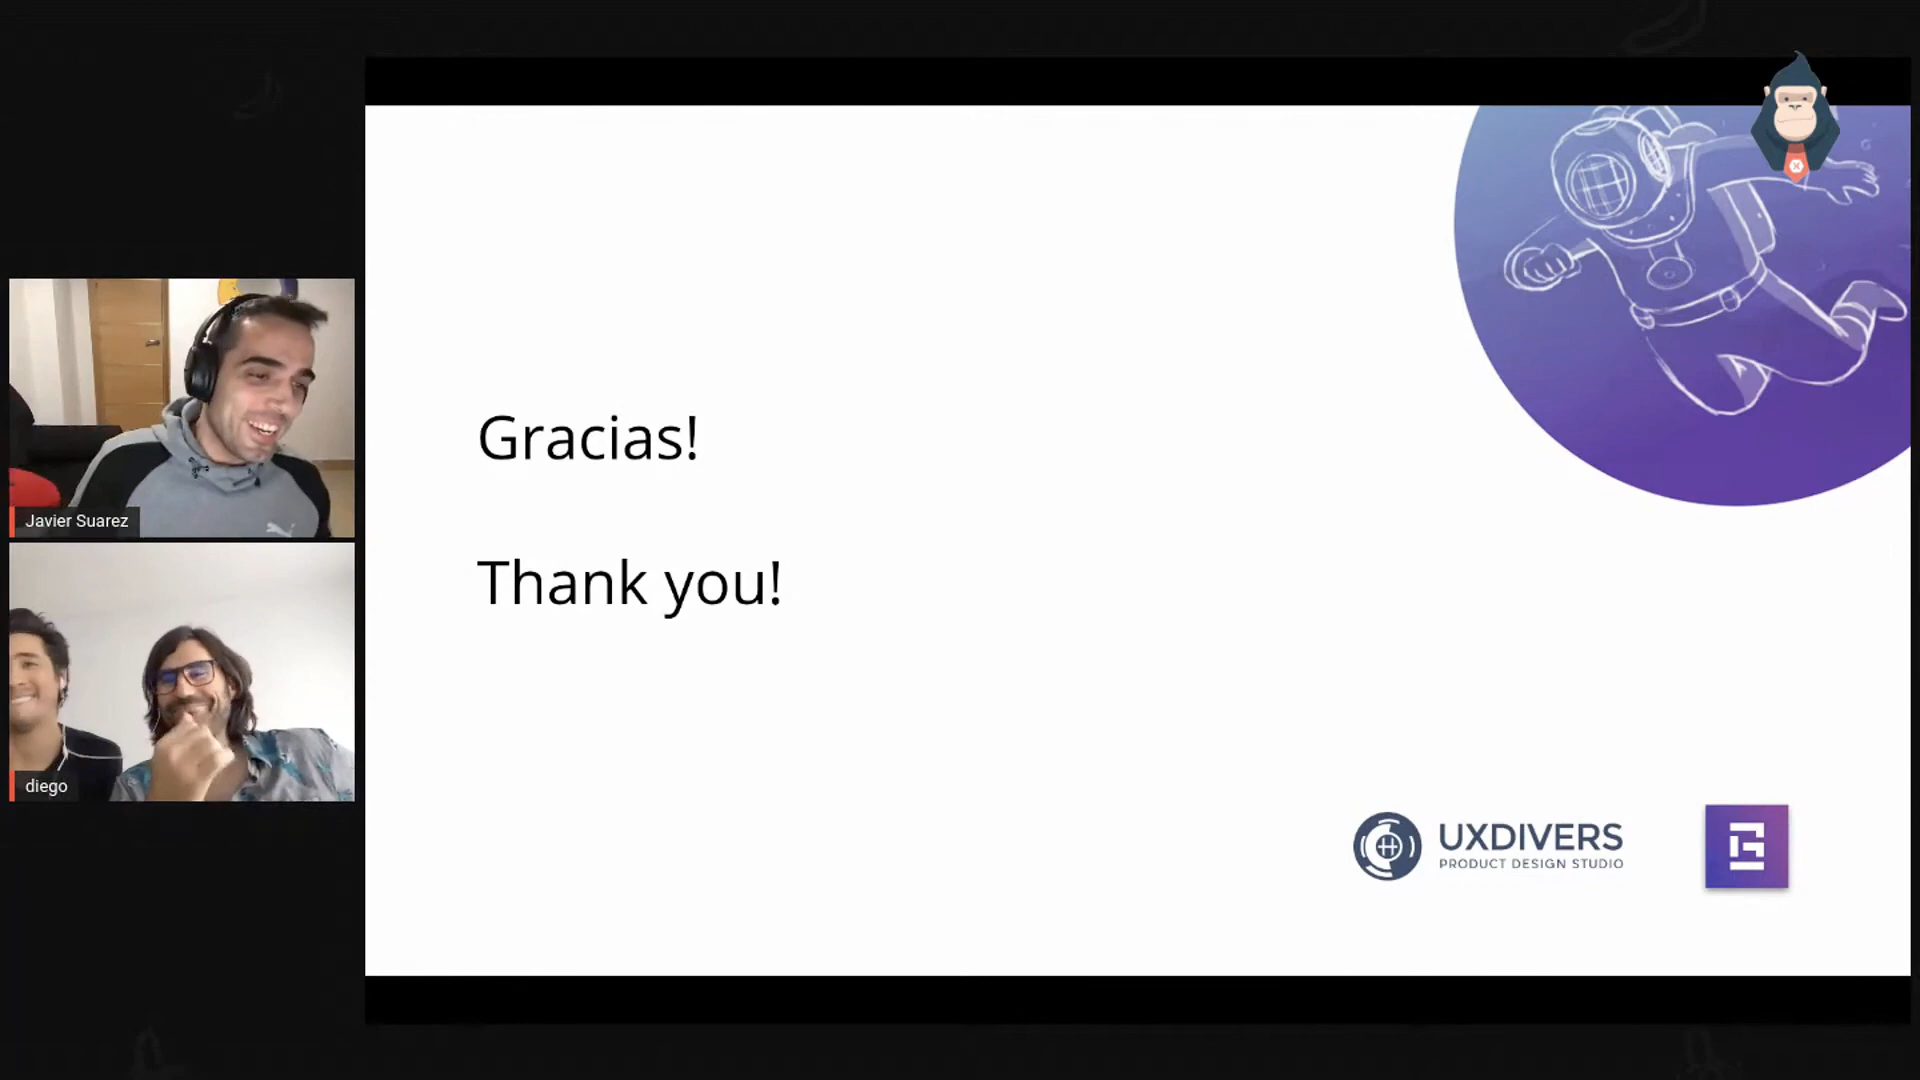 Javier Suarez
diego
Gracias!
Thank you!
UXDIVERS
PRODUCT DESIGN STUDIO